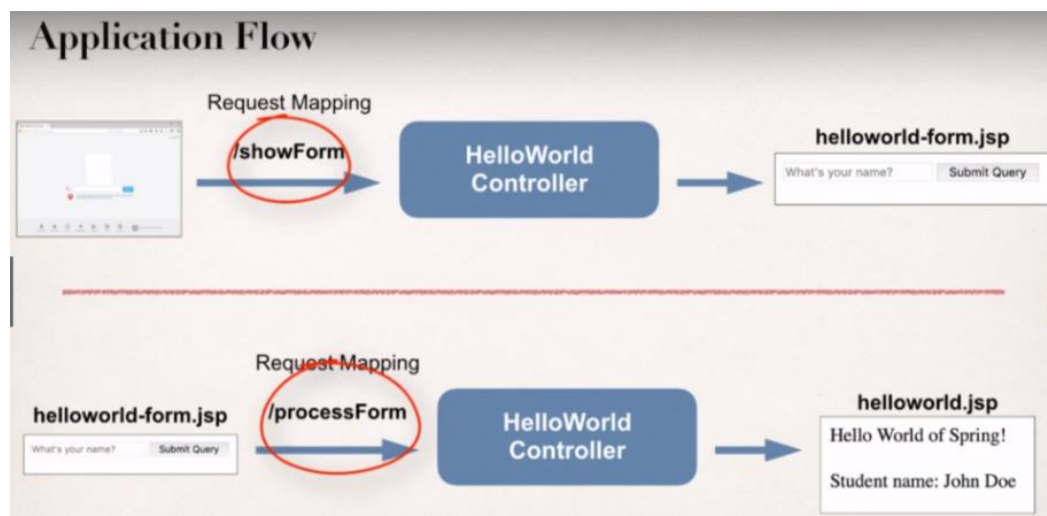 Application Flow
Request Mapping
/showForm
HelloWorld
Controller
helloworld-form.jsp
What's your name?
Submit Query
Request Mapping
helloworld-form.jsp
/processForm
What's your name?
Submit Query
HelloWorld
Controller
helloworld.jsp
Hello World of Spring!
Student name: John Doe